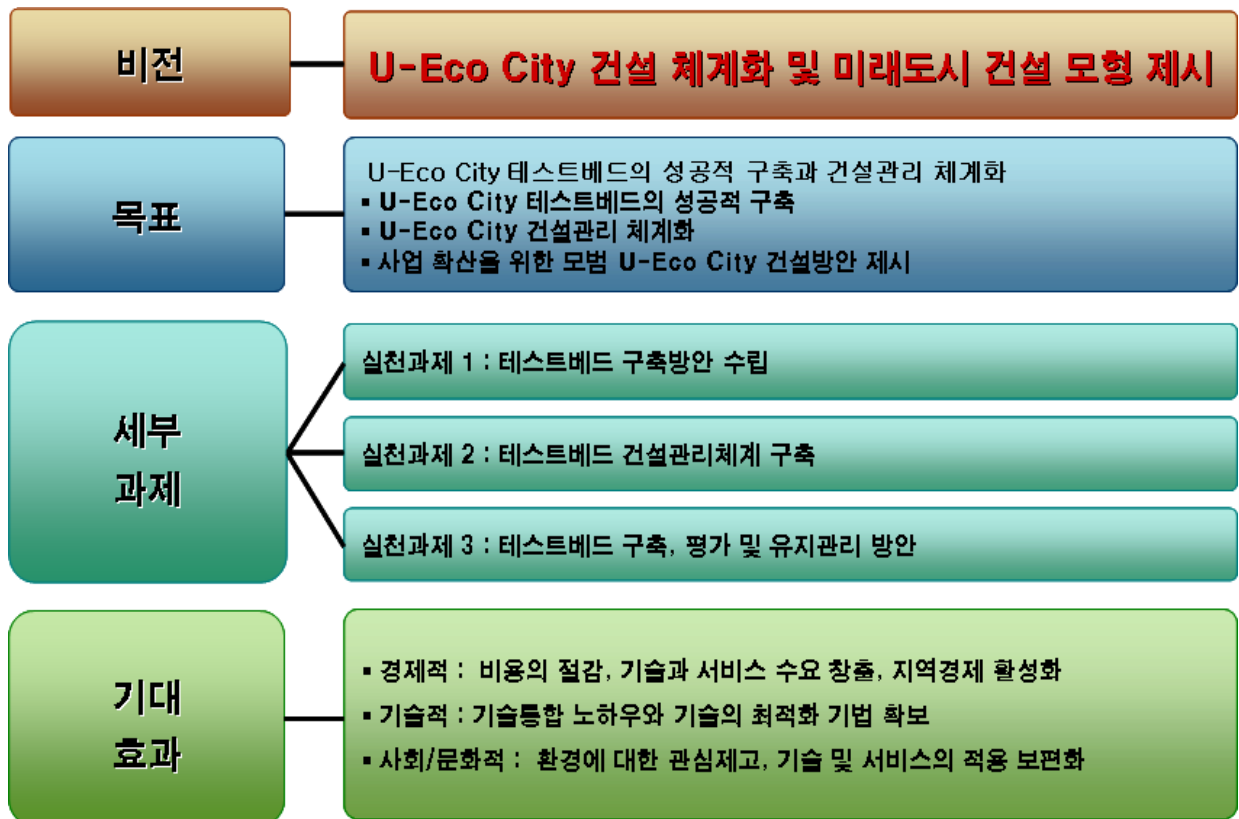 비전
U-Eco City 건설 체계화 및 미래도시 건설 모형 제시
목표
U-Eco City 테스트베드의 성공적 구축과 건설관리 체계화
▪ U-Eco City 테스트베드의 성공적 구축
▪ U-Eco City 건설관리 체계화
▪ 사업 확산을 위한 모범 U-Eco City 건설방안 제시
세부
과제
실천과제 1 : 테스트베드 구축방안 수립
실천과제 2 : 테스트베드 건설관리체계 구축
실천과제 3 : 테스트베드 구축, 평가 및 유지관리 방안
기대
효과
▪ 경제적 : 비용의 절감, 기술과 서비스 수요 창출, 지역경제 활성화
▪ 기술적 : 기술통합 노하우와 기술의 최적화 기법 확보
▪ 사회/문화적 : 환경에 대한 관심제고, 기술 및 서비스의 적용 보편화